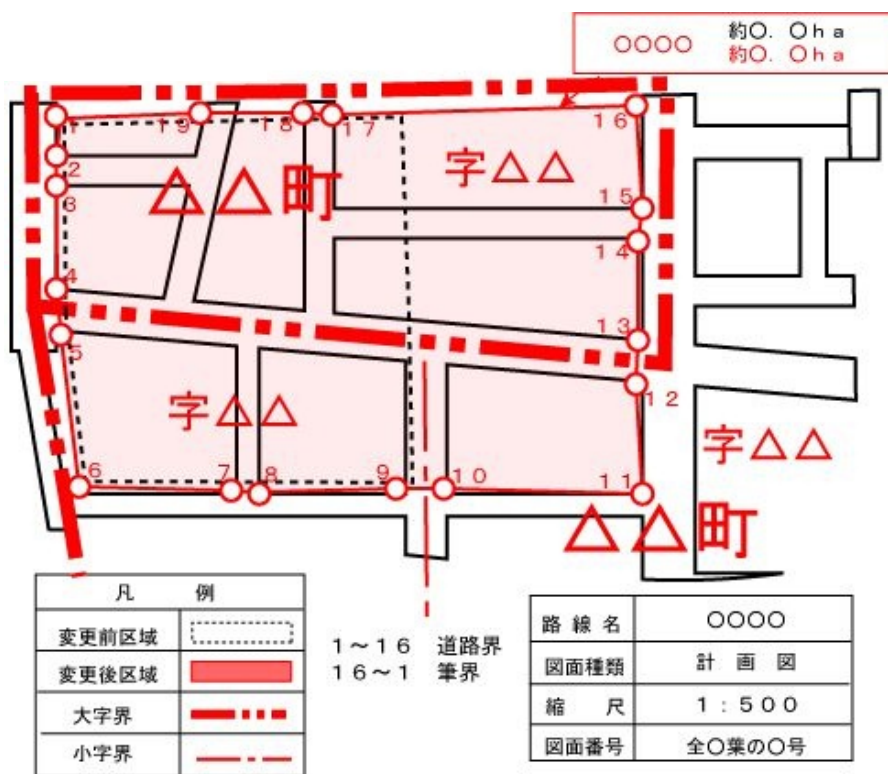 ○○○○ 約○.○ha
約○.○ha
1 19 18 17 16
2
3
△△町 字△△
15
14
4
13
5
12
字△△
字△△
6 7 8 9 10 11
△△町
凡 例
変更前区域
変更後区域
大字界
小字界
1~16 道路界
16~1 筆界
路線名 ○○○○
図面種類 計画図
縮尺 1:500
図面番号 全○葉の○号